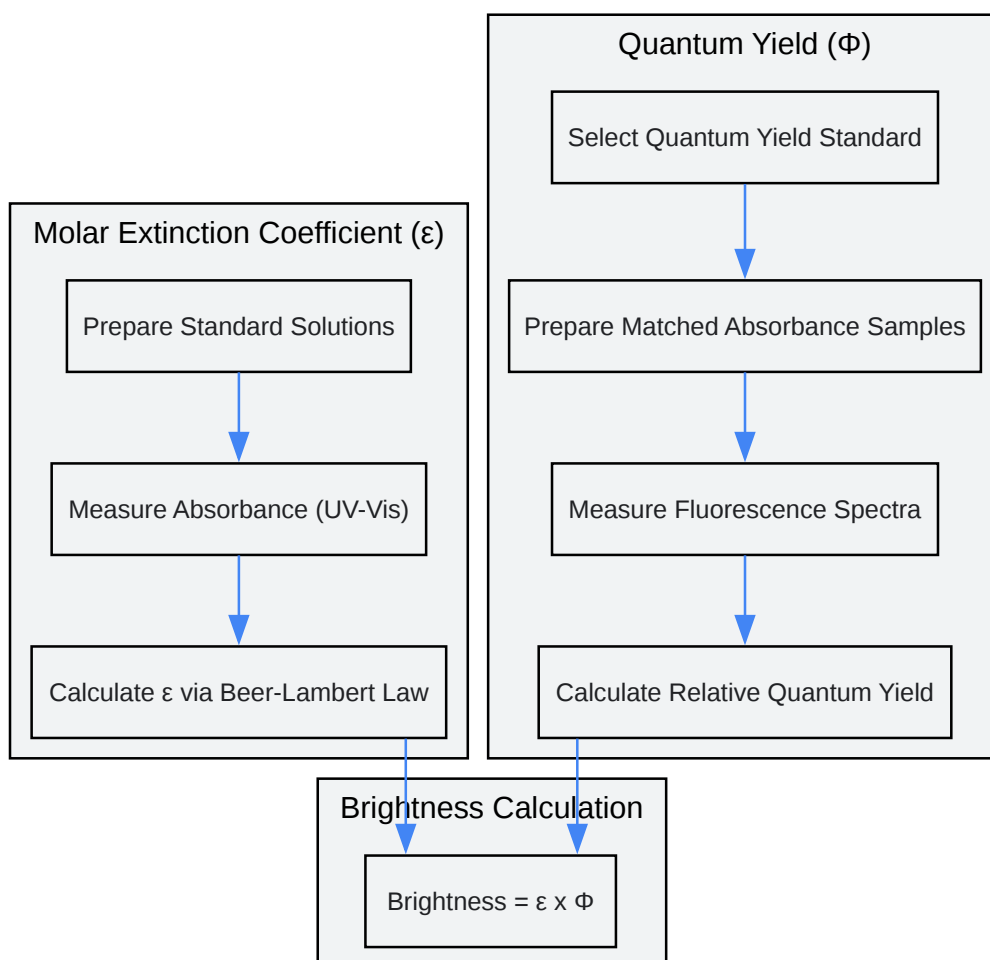 Quantum Yield (Φ)
Select Quantum Yield Standard
Prepare Matched Absorbance Samples
Measure Fluorescence Spectra
Calculate Relative Quantum Yield
Molar Extinction Coefficient (ε)
Prepare Standard Solutions
Measure Absorbance (UV-Vis)
Calculate ε via Beer-Lambert Law
Brightness Calculation
Brightness = ε x Φ